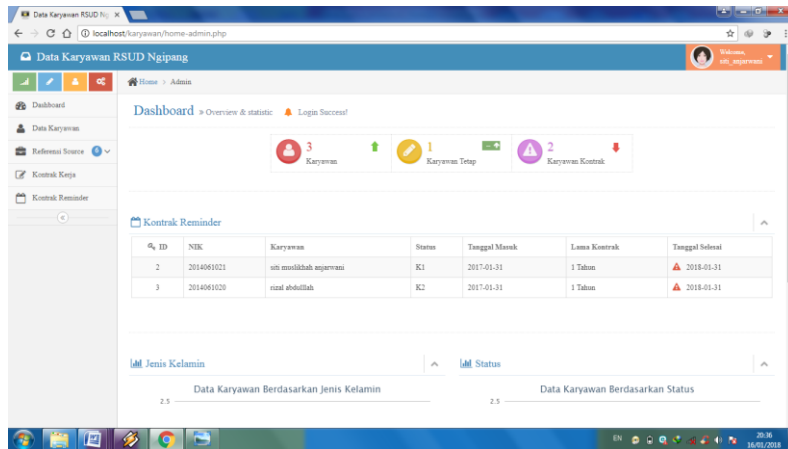 Data Karyawan RSUD Ng
localhost/karyawan/home-admin.php
Data Karyawan RSUD Ngipang
Welcome,
siti_anjarwani
Home > Admin
Dashboard
Dashboard » Overview & statistic Login Success!
Data Karyawan
Referensi Source 6
Kontrak Kerja
Kontrak Reminder
3
Karyawan
1
Karyawan Tetap
2
Karyawan Kontrak
Kontrak Reminder
ID NIK Karyawan Status Tanggal Masuk Lama Kontrak Tanggal Selesai
2 2014061021 siti muslikhah anjarwani K1 2017-01-31 1 Tahun 2018-01-31
3 2014061020 rizal abdulllah K2 2017-01-31 1 Tahun 2018-01-31
Jenis Kelamin
Data Karyawan Berdasarkan Jenis Kelamin
2.5
Status
Data Karyawan Berdasarkan Status
2.5
EN
20:36
16/01/2018